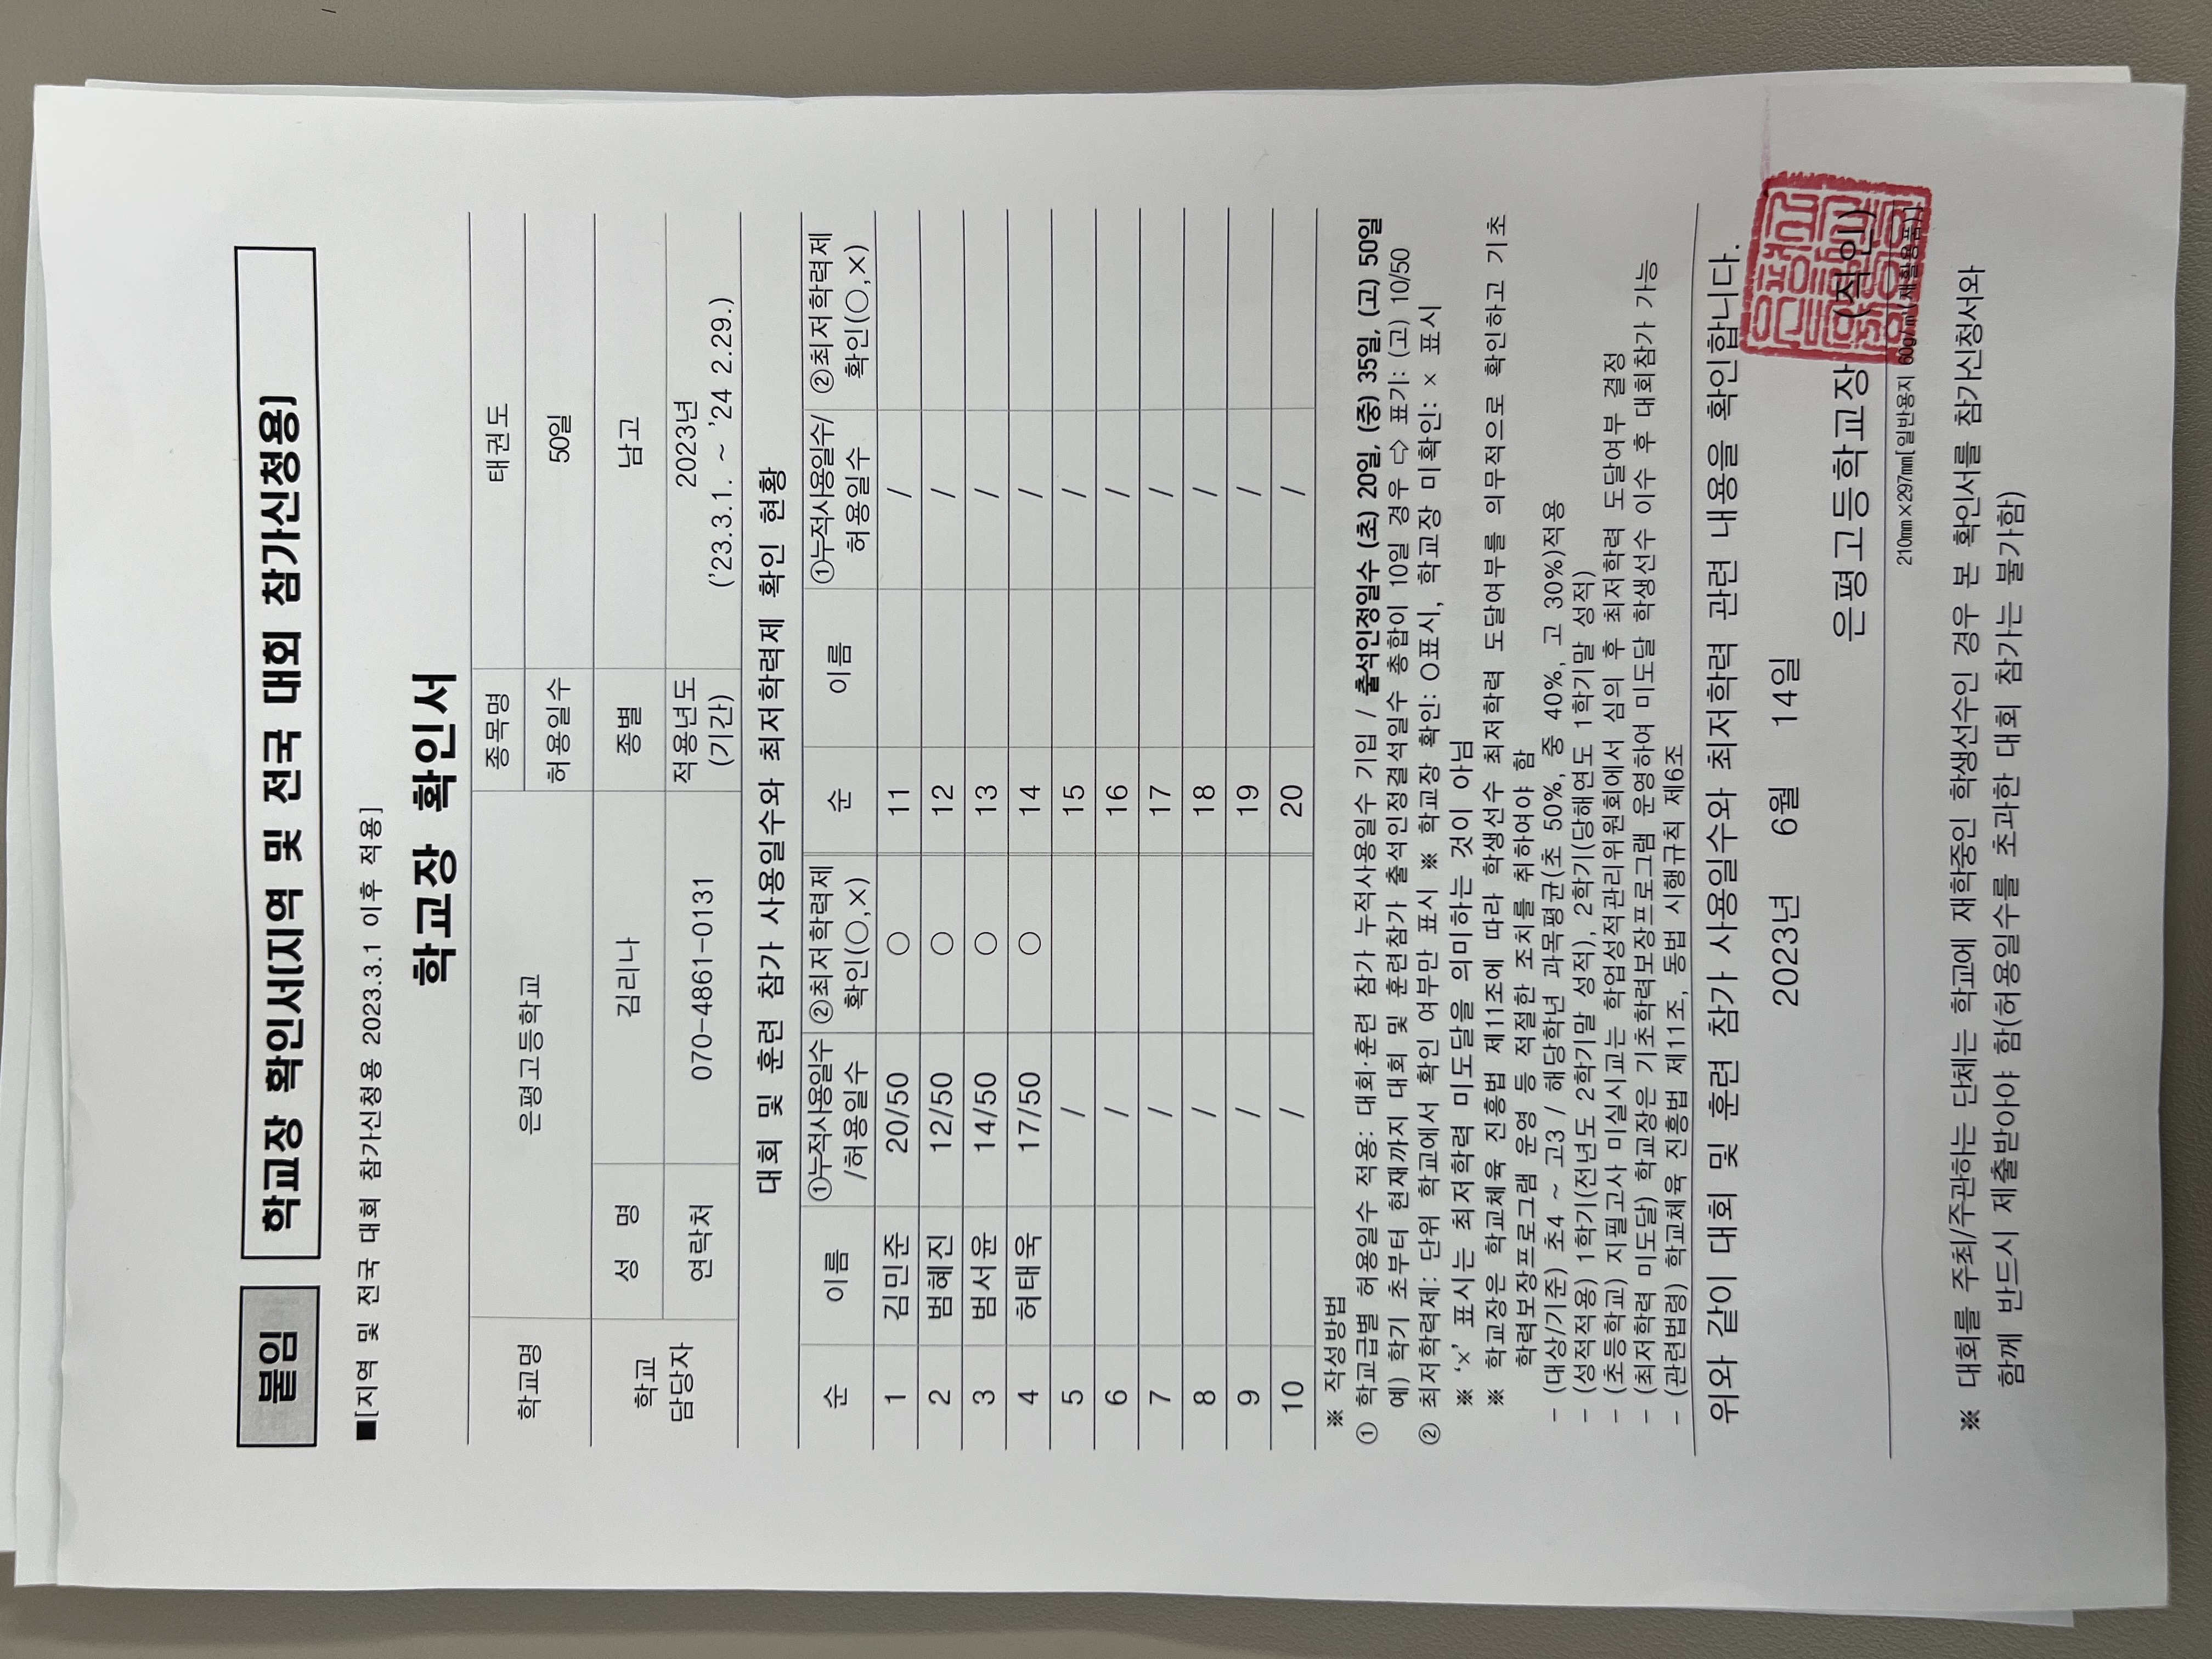 붙임 학교장 확인서[지역 및 전국 대회 참가신청용]
■[지역 및 전국 대회 참가신청용 2023.3.1 이후 적용]
학교장 확인서
학교명 은평고등학교 종목명 태권도
허용일수 50일
학교 담당자 성 명 김리나 종별 남고
연락처 070-4861-0131 적용년도 (기간) 2023년 ('23.3.1. ~ '24 2.29.)
대회 및 훈련 참가 사용일수와 최저학력제 확인 현황
순 이름 ①누적사용일수/허용일수 ②최저학력제 확인(○,×) 순 이름 ①누적사용일수/허용일수 ②최저학력제 확인(○,×)
1 김민준 20/50 ○ 11 /
2 범혜진 12/50 ○ 12 /
3 범서윤 14/50 ○ 13 /
4 허태욱 17/50 ○ 14 /
5 / 15 /
6 / 16 /
7 / 17 /
8 / 18 /
9 / 19 /
10 / 20 /
※ 작성방법
① 학교급별 허용일수 적용: 대회·훈련 참가 누적사용일수 기입 / 출석인정일수 (초) 20일, (중) 35일, (고) 50일
예) 학기 초부터 현재까지 대회 및 훈련참가 출석인정결석일수 총합이 10일 경우 ⇨ 표기: (고) 10/50
② 최저학력제: 단위 학교에서 확인 여부만 표시 ※ 학교장 확인: O표시, 학교장 미확인: × 표시
※ '×' 표시는 최저학력 미도달을 의미하는 것이 아님
※ 학교장은 학교체육 진흥법 제11조에 따라 학생선수 최저학력 도달여부를 의무적으로 확인하고 기초
학력보장프로그램 운영 등 적절한 조치를 취하여야 함
- (대상/기준) 초4 ~ 고3 / 해당학년 과목평균(초 50%, 중 40%, 고 30%)적용
- (성적적용) 1학기(전년도 2학기말 성적), 2학기(당해연도 1학기말 성적)
- (초등학교) 지필고사 미실시교는 학업성적관리위원회에서 심의 후 최저학력 도달여부 결정
- (최저학력 미도달) 학교장은 기초학력보장프로그램 운영하여 미도달 학생선수 이수 후 대회참가 가능
- (관련법령) 학교체육 진흥법 제11조, 동법 시행규칙 제6조
위와 같이 대회 및 훈련 참가 사용일수와 최저학력 관련 내용을 확인합니다.
2023년 6월 14일
은평고등학교장 (직인)
210㎜×297㎜[일반용지 60g/㎡(재활용품)]
※ 대회를 주최/주관하는 단체는 학교에 재학중인 학생선수인 경우 본 확인서를 참가신청서와
함께 반드시 제출받아야 함(허용일수를 초과한 대회 참가는 불가함)